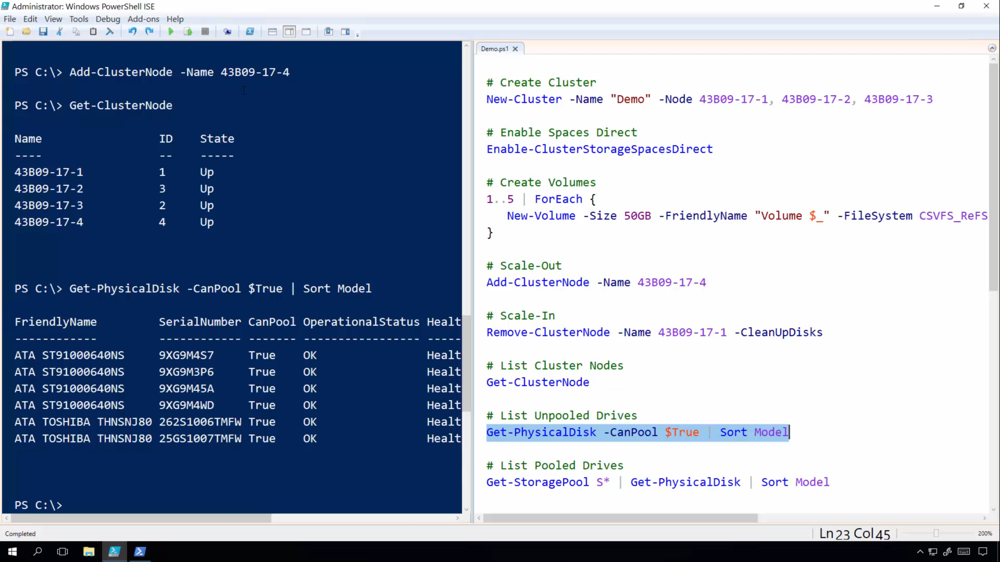 Administrator: Windows PowerShell ISE
File Edit View Tools Debug Add-ons Help
PS C:\> Add-ClusterNode -Name 43B09-17-4
PS C:\> Get-ClusterNode
Name ID State
---- -- -----
43B09-17-1 1 Up
43B09-17-2 3 Up
43B09-17-3 2 Up
43B09-17-4 4 Up
PS C:\> Get-PhysicalDisk -CanPool $True | Sort Model
FriendlyName SerialNumber CanPool OperationalStatus Healt
------------ ------------ ------- ----------------- -----
ATA ST91000640NS 9XG9M4S7 True OK Healt
ATA ST91000640NS 9XG9M3P6 True OK Healt
ATA ST91000640NS 9XG9M45A True OK Healt
ATA ST91000640NS 9XG9M4WD True OK Healt
ATA TOSHIBA THNSNJ80 262S1006TMFW True OK Healt
ATA TOSHIBA THNSNJ80 25GS1007TMFW True OK Healt
PS C:\>
Demo.ps1
# Create Cluster
New-Cluster -Name "Demo" -Node 43B09-17-1, 43B09-17-2, 43B09-17-3
# Enable Spaces Direct
Enable-ClusterStorageSpacesDirect
# Create Volumes
1..5 | ForEach {
New-Volume -Size 50GB -FriendlyName "Volume $_" -FileSystem CSVFS_ReFS
}
# Scale-Out
Add-ClusterNode -Name 43B09-17-4
# Scale-In
Remove-ClusterNode -Name 43B09-17-1 -CleanUpDisks
# List Cluster Nodes
Get-ClusterNode
# List Unpooled Drives
Get-PhysicalDisk -CanPool $True | Sort Model
# List Pooled Drives
Get-StoragePool S* | Get-PhysicalDisk | Sort Model
Completed
Ln 23 Col 45
200%